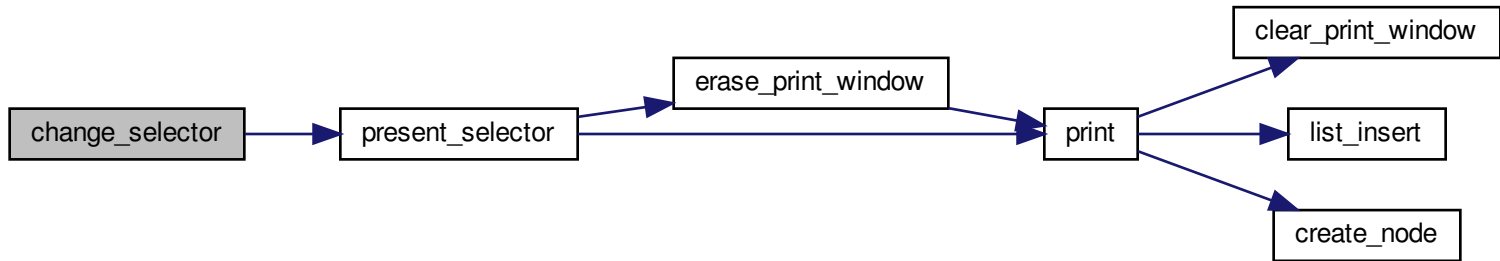 change_selector
present_selector
erase_print_window
print
clear_print_window
list_insert
create_node